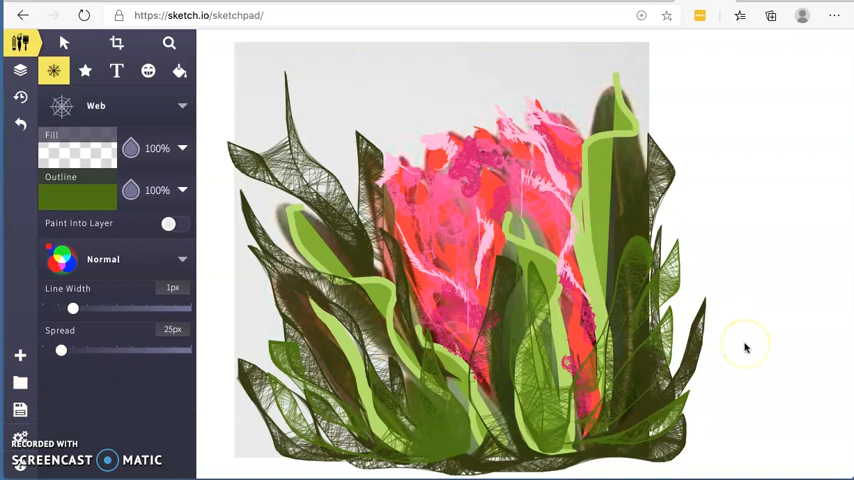 https://sketch.io/sketchpad/
T
Web
Fill
100%
Outline
100%
Paint Into Layer
Normal
Line Width
1px
Spread
25px
RECORDED WITH
SCREENCAST MATIC